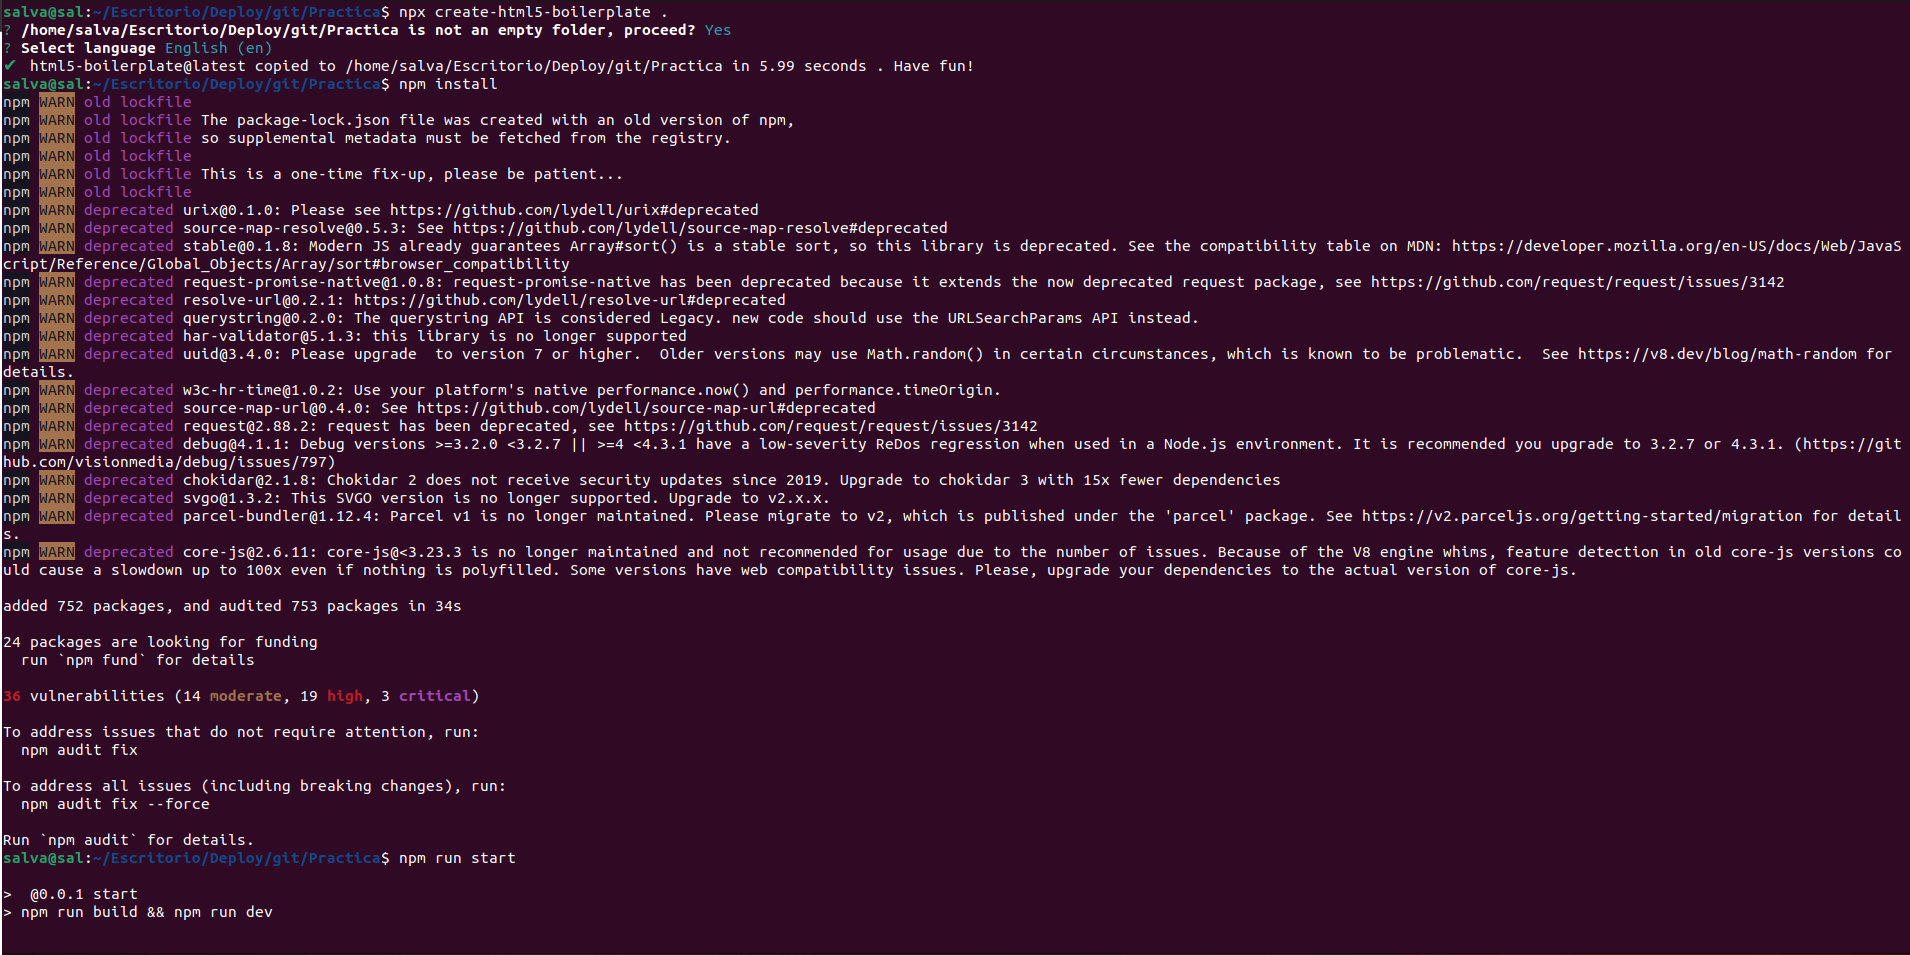 salva@sal:~/Escritorio/Deploy/git/Practica$ npx create-html5-boilerplate .
? /home/salva/Escritorio/Deploy/git/Practica is not an empty folder, proceed? Yes
? Select language English (en)
✔ html5-boilerplate@latest copied to /home/salva/Escritorio/Deploy/git/Practica in 5.99 seconds . Have fun!
salva@sal:~/Escritorio/Deploy/git/Practica$ npm install
npm WARN old lockfile
npm WARN old lockfile The package-lock.json file was created with an old version of npm,
npm WARN old lockfile so supplemental metadata must be fetched from the registry.
npm WARN old lockfile
npm WARN old lockfile This is a one-time fix-up, please be patient...
npm WARN old lockfile
npm WARN deprecated urix@0.1.0: Please see https://github.com/lydell/urix#deprecated
npm WARN deprecated source-map-resolve@0.5.3: See https://github.com/lydell/source-map-resolve#deprecated
npm WARN deprecated stable@0.1.8: Modern JS already guarantees Array#sort() is a stable sort, so this library is deprecated. See the compatibility table on MDN: https://developer.mozilla.org/en-US/docs/Web/JavaS
cript/Reference/Global_Objects/Array/sort#browser_compatibility
npm WARN deprecated request-promise-native@1.0.8: request-promise-native has been deprecated because it extends the now deprecated request package, see https://github.com/request/request/issues/3142
npm WARN deprecated resolve-url@0.2.1: https://github.com/lydell/resolve-url#deprecated
npm WARN deprecated querystring@0.2.0: The querystring API is considered Legacy. new code should use the URLSearchParams API instead.
npm WARN deprecated har-validator@5.1.3: this library is no longer supported
npm WARN deprecated uuid@3.4.0: Please upgrade  to version 7 or higher.  Older versions may use Math.random() in certain circumstances, which is known to be problematic.  See https://v8.dev/blog/math-random for
details.
npm WARN deprecated w3c-hr-time@1.0.2: Use your platform's native performance.now() and performance.timeOrigin.
npm WARN deprecated source-map-url@0.4.0: See https://github.com/lydell/source-map-url#deprecated
npm WARN deprecated request@2.88.2: request has been deprecated, see https://github.com/request/request/issues/3142
npm WARN deprecated debug@4.1.1: Debug versions >=3.2.0 <3.2.7 || >=4 <4.3.1 have a low-severity ReDos regression when used in a Node.js environment. It is recommended you upgrade to 3.2.7 or 4.3.1. (https://git
hub.com/visionmedia/debug/issues/797)
npm WARN deprecated chokidar@2.1.8: Chokidar 2 does not receive security updates since 2019. Upgrade to chokidar 3 with 15x fewer dependencies
npm WARN deprecated svgo@1.3.2: This SVGO version is no longer supported. Upgrade to v2.x.x.
npm WARN deprecated parcel-bundler@1.12.4: Parcel v1 is no longer maintained. Please migrate to v2, which is published under the 'parcel' package. See https://v2.parceljs.org/getting-started/migration for detail
s.
npm WARN deprecated core-js@2.6.11: core-js@<3.23.3 is no longer maintained and not recommended for usage due to the number of issues. Because of the V8 engine whims, feature detection in old core-js versions co
uld cause a slowdown up to 100x even if nothing is polyfilled. Some versions have web compatibility issues. Please, upgrade your dependencies to the actual version of core-js.
added 752 packages, and audited 753 packages in 34s
24 packages are looking for funding
  run `npm fund` for details
36 vulnerabilities (14 moderate, 19 high, 3 critical)
To address issues that do not require attention, run:
  npm audit fix
To address all issues (including breaking changes), run:
  npm audit fix --force
Run `npm audit` for details.
salva@sal:~/Escritorio/Deploy/git/Practica$ npm run start
>  @0.0.1 start
> npm run build && npm run dev